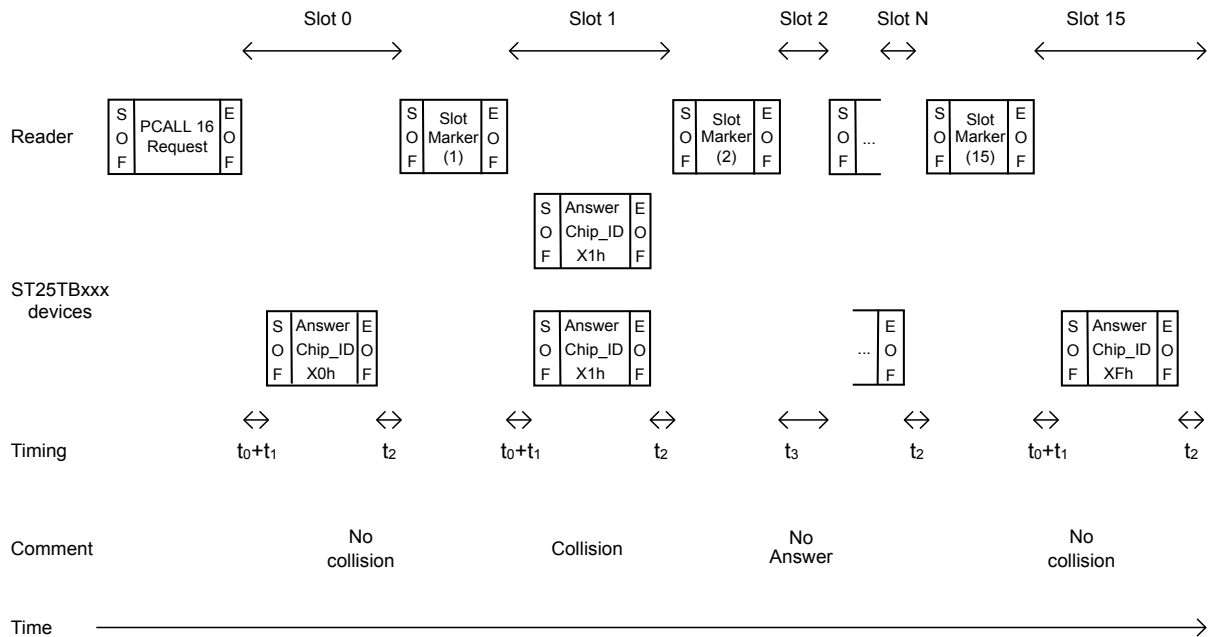 Slot 0 Slot 1 Slot 2 Slot N Slot 15
Reader
S O F
PCALL 16
Request
E O F
S O F
Slot
Marker
(1)
E O F
S O F
Slot
Marker
(2)
E O F
S O F
...
S O F
Slot
Marker
(15)
E O F
S O F
Answer
Chip_ID
X1h
E O F
ST25TBxxx
devices
S O F
Answer
Chip_ID
X0h
E O F
S O F
Answer
Chip_ID
X1h
E O F
...
E O F
S O F
Answer
Chip_ID
XFh
E O F
Timing t0+t1 t2 t0+t1 t2 t3 t2 t0+t1 t2
Comment
No
collision
Collision
No
Answer
No
collision
Time